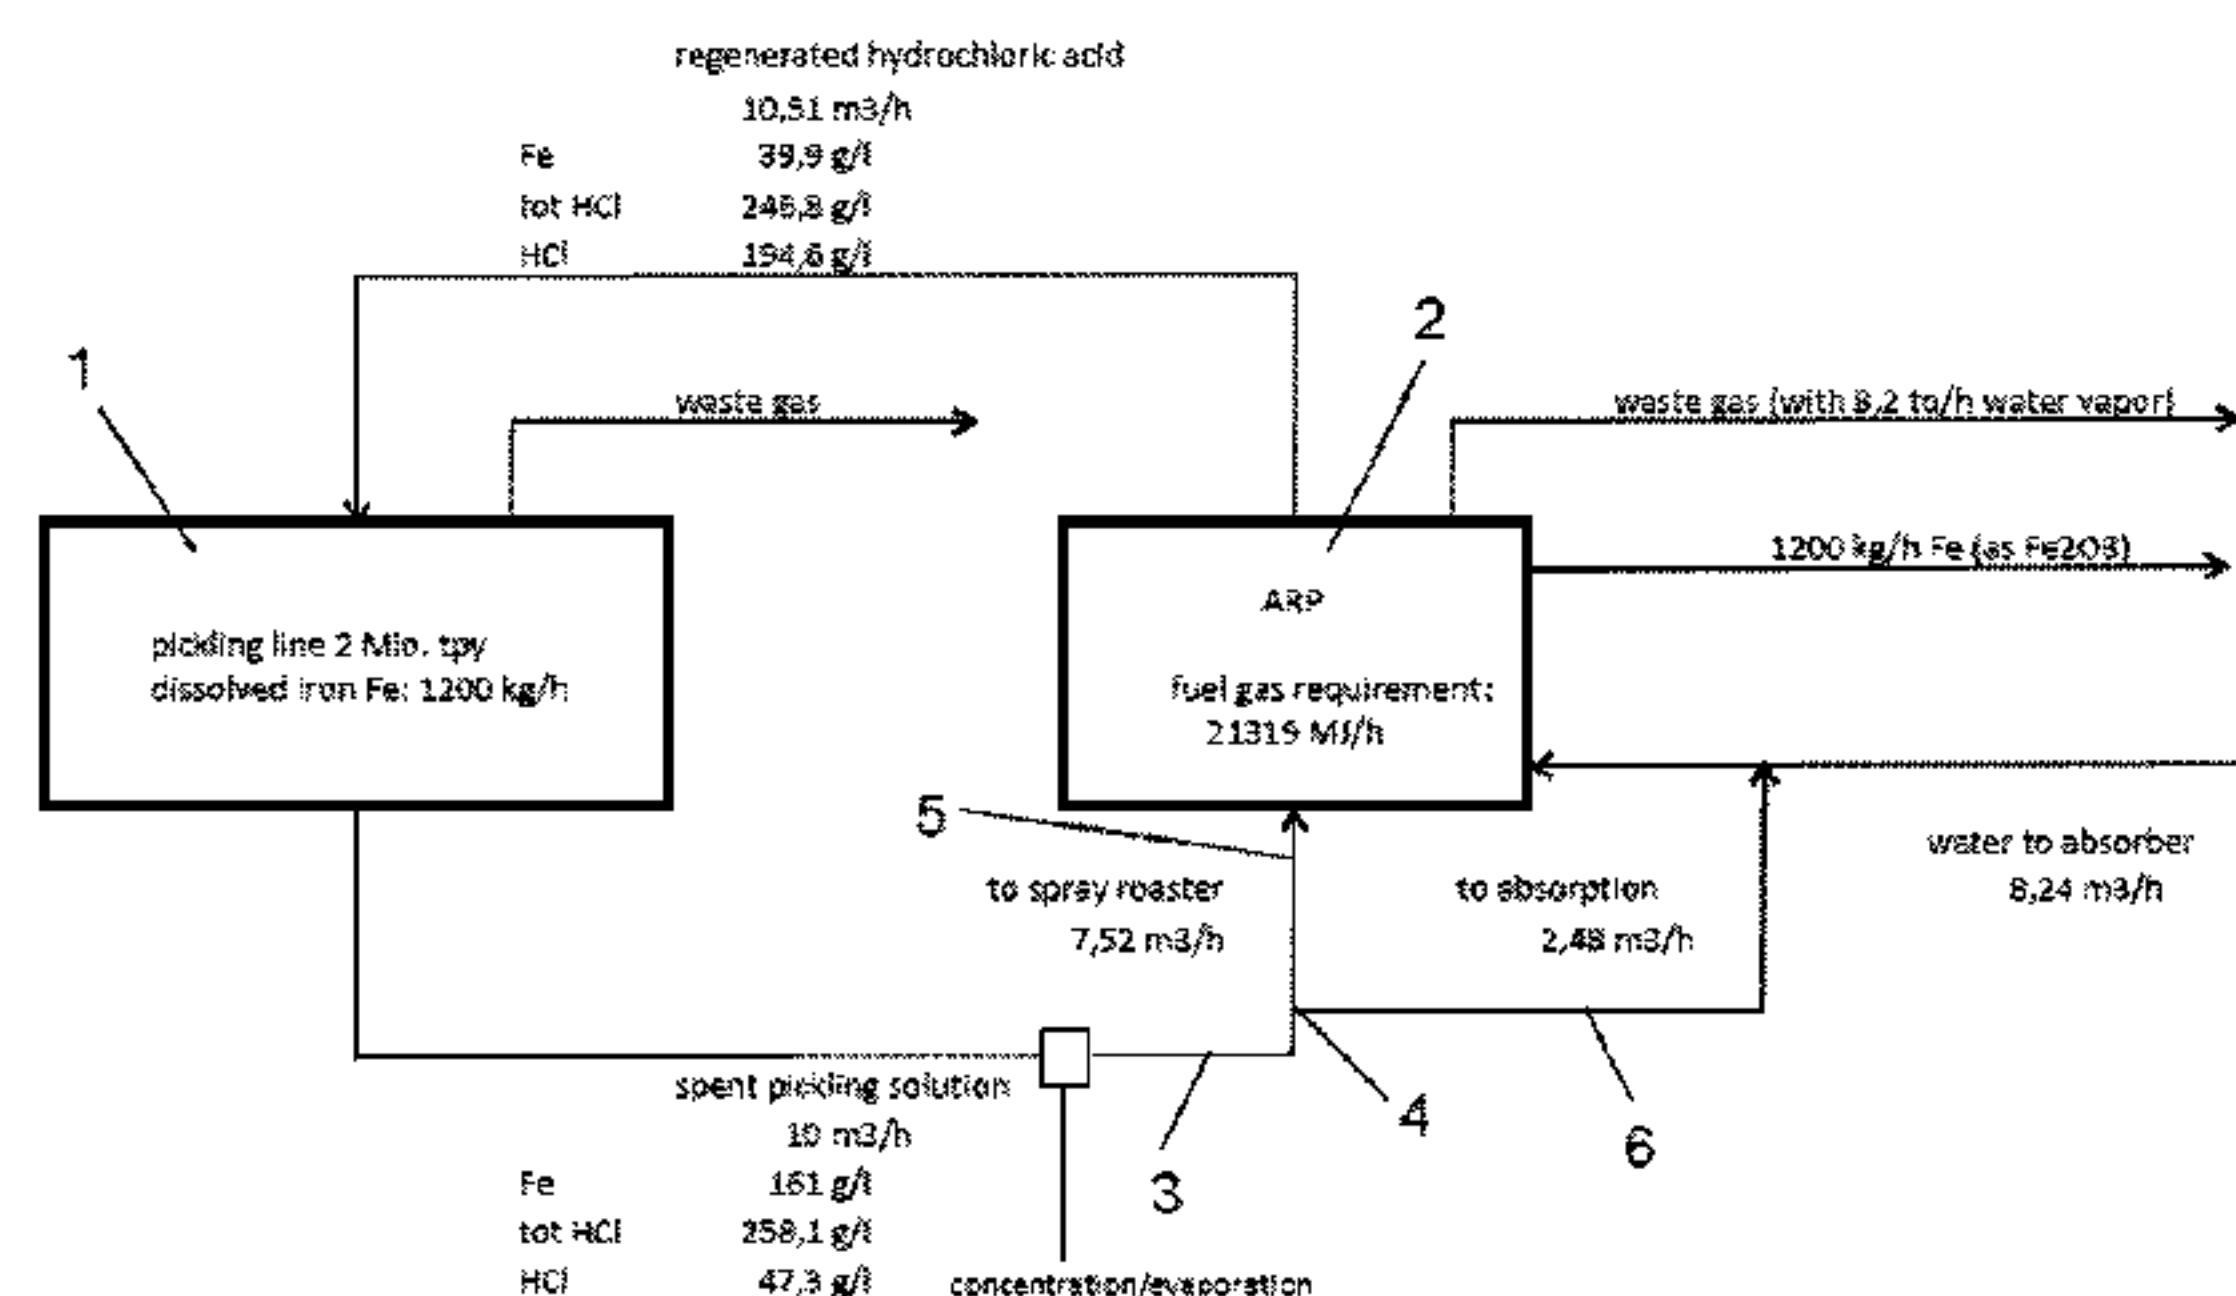 regenerated hydrochloric acid
10,31 m3/h
Fe 39,9 g/l
tot HCl 246,8 g/l
HCl 194,6 g/l
2
1
waste gas
waste gas (with 8,2 to/h water vapor)
1200 kg/h Fe (as Fe2O3)
ARP
pickling line 2 Mio. tpy
dissolved iron Fe: 1200 kg/h
fuel gas requirement:
21319 MJ/h
5
water to absorber
8,24 m3/h
to spray roaster
7,52 m3/h
to absorption
2,48 m3/h
spent pickling solution
10 m3/h
4
6
3
Fe 161 g/l
tot HCl 258,1 g/l
HCl 47,3 g/l
concentration/evaporation